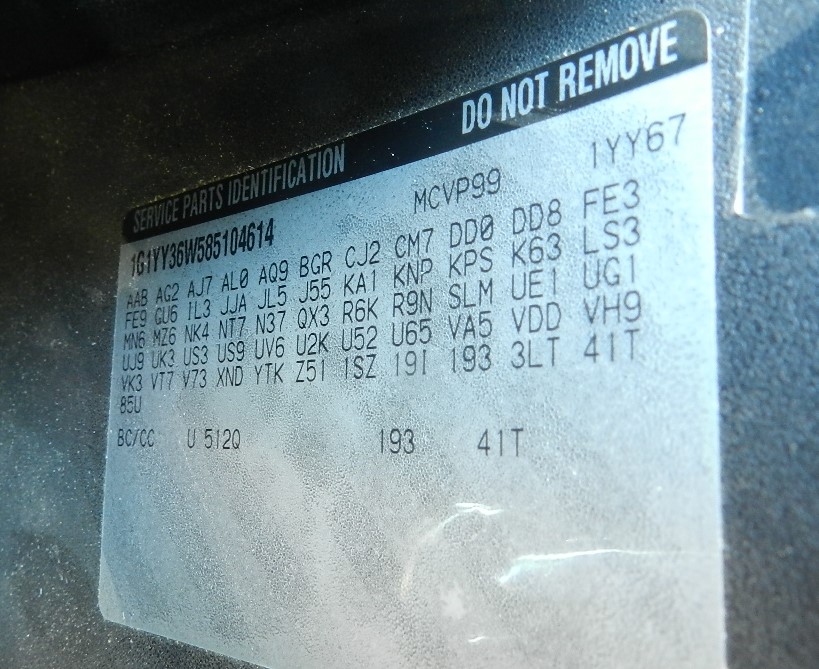 SERVICE PARTS IDENTIFICATION DO NOT REMOVE
1G1YY36W585104614 MCVP99 1YY67
AAB AG2 AJ7 AL0 AQ9 BGR CJ2 CM7 DD0 DD8 FE3
FE9 GU6 IL3 JJA JL5 J55 KA1 KNP KPS K63 LS3
MN6 MZ6 NK4 NT7 N37 QX3 R6K R9N SLM UE1 UG1
UJ9 UK3 US3 US9 UV6 U2K U52 U65 VA5 VDD VH9
VK3 VT7 V73 XND YTK Z51 1SZ 19I 193 3LT 41T
85U
BC/CC U 512Q 193 41T